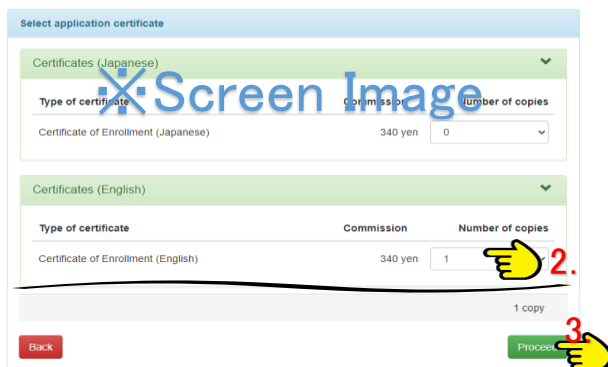 Select application certificate
Certificates (Japanese)
※Screen Image
Type of certificate Commission Number of copies
Certificate of Enrollment (Japanese) 340 yen 0
Certificates (English)
Type of certificate Commission Number of copies
Certificate of Enrollment (English) 340 yen 1
2.
1 copy
3.
Back Proceed